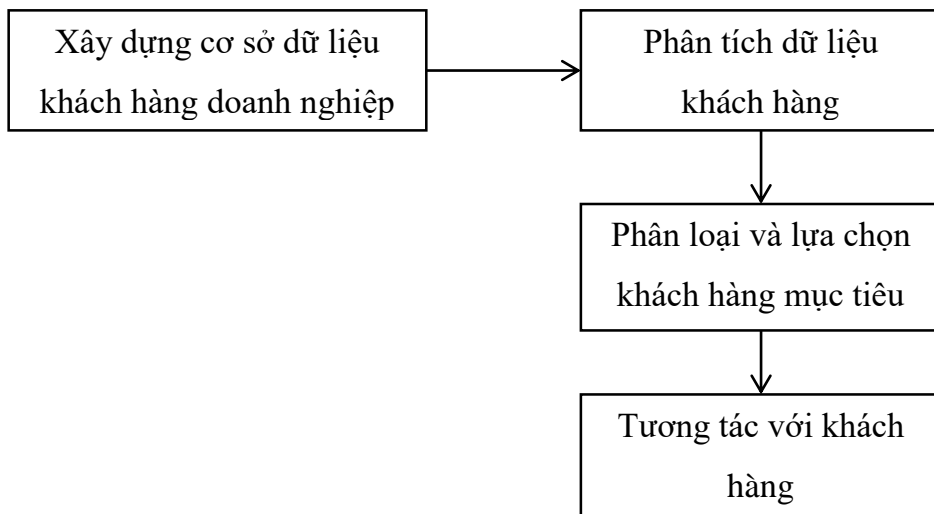 Xây dựng cơ sở dữ liệu
khách hàng doanh nghiệp
Phân tích dữ liệu
khách hàng
Phân loại và lựa chọn
khách hàng mục tiêu
Tương tác với khách
hàng